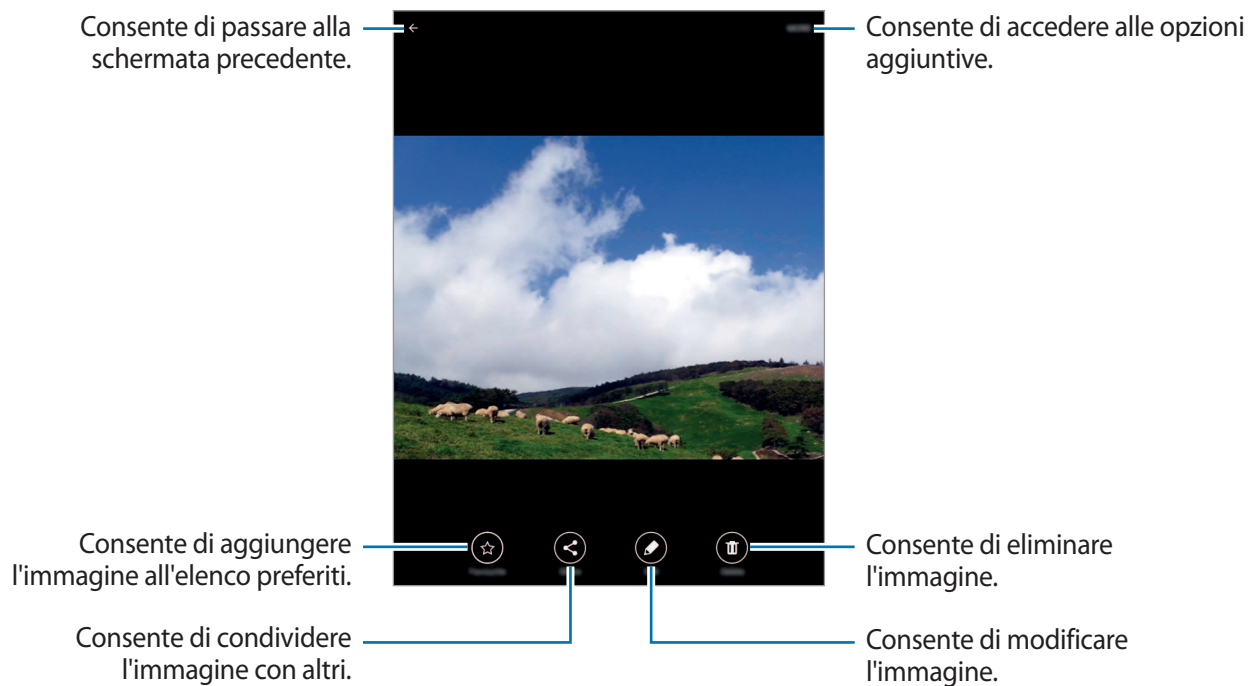 Consente di passare alla
schermata precedente.
Consente di accedere alle opzioni
aggiuntive.
Consente di aggiungere
l'immagine all'elenco preferiti.
Consente di eliminare
l'immagine.
Consente di condividere
l'immagine con altri.
Consente di modificare
l'immagine.